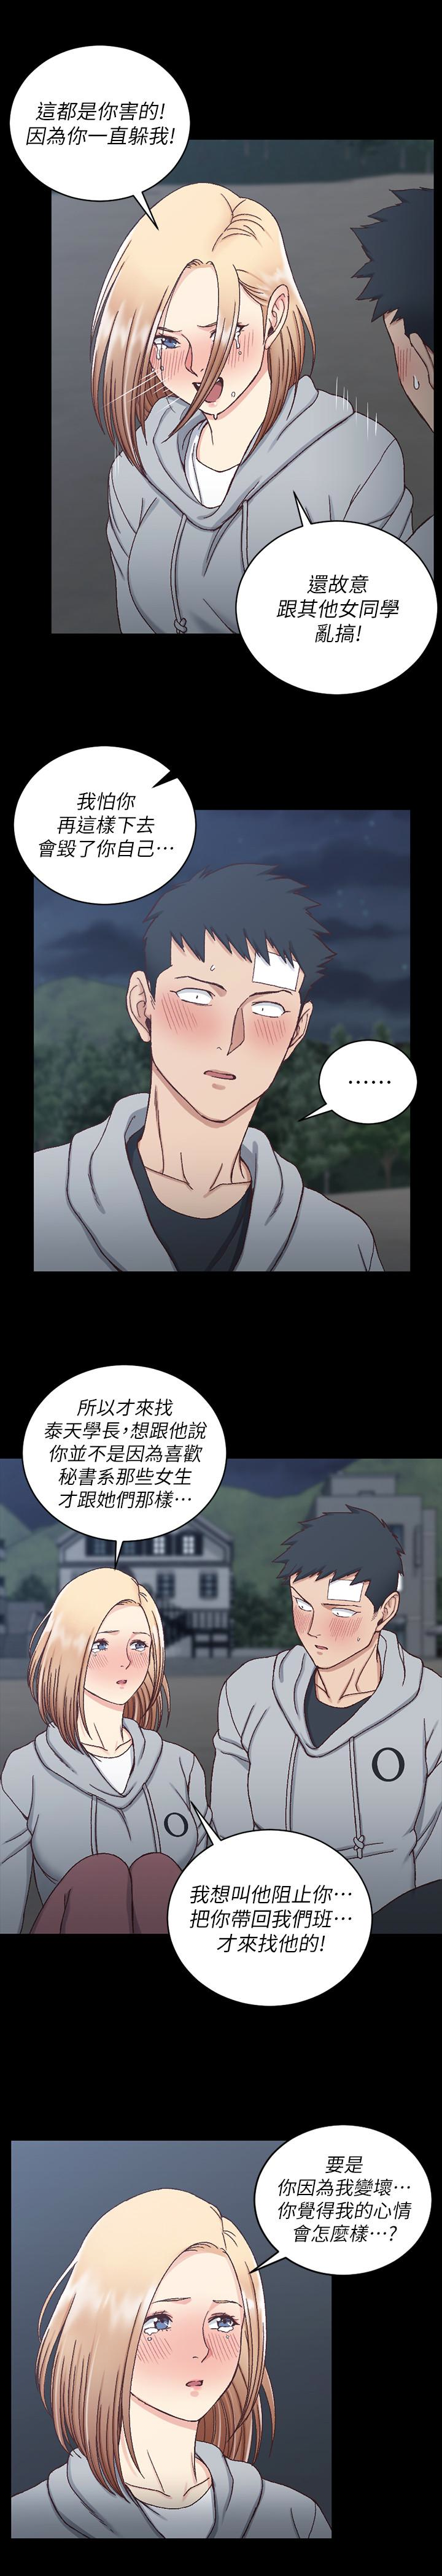 這都是你害的!
因為你一直躲我!
還故意
跟其他女同學
亂搞!
我怕你
再這樣下去
會毀了你自己⋯
⋯⋯
所以才來找
泰天學長,想跟他說
你並不是因為喜歡
秘書系那些女生
才跟她們那樣⋯
O
O
我想叫他阻止你⋯
把你帶回我們班⋯
才來找他的!
要是
你因為我變壞⋯
你覺得我的心情
會怎麼樣⋯?